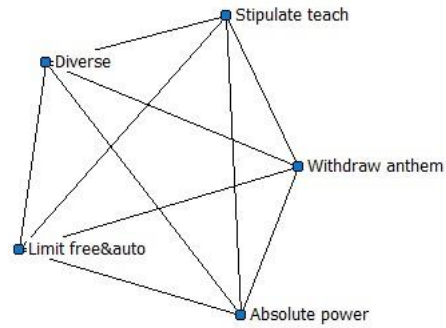 Stipulate teach
Diverse
Withdraw anthem
Limit free&auto
Absolute power